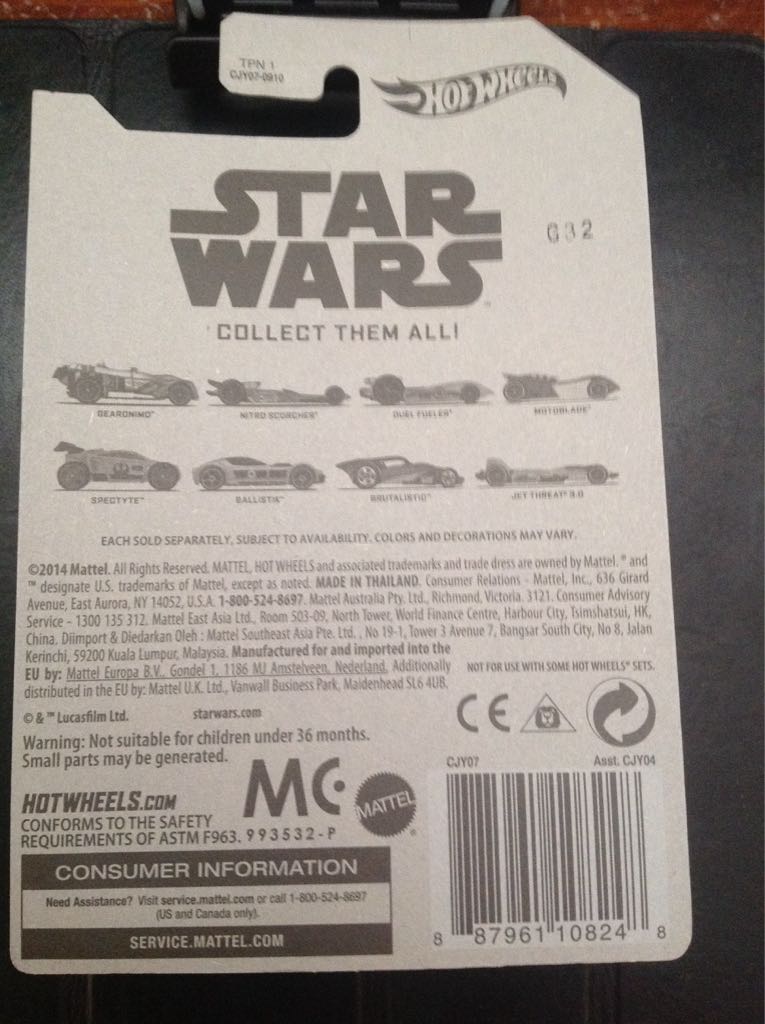 TPN 1
CJY07-0910
HOT WHEELS
STAR
WARS
032
COLLECT THEM ALL!
GEARONIMO™ NITRO SCORCHER™ DUEL FUELER® MOTOBLADE™
SPECTYTE™ BALLISTIK™ BRUTALISTIC™ JET THREAT® 3.0
EACH SOLD SEPARATELY, SUBJECT TO AVAILABILITY. COLORS AND DECORATIONS MAY VARY.
©2014 Mattel. All Rights Reserved. MATTEL, HOT WHEELS and associated trademarks and trade dress are owned by Mattel. ® and
™ designate U.S. trademarks of Mattel, except as noted. MADE IN THAILAND. Consumer Relations - Mattel, Inc., 636 Girard
Avenue, East Aurora, NY 14052, U.S.A. 1-800-524-8697. Mattel Australia Pty. Ltd., Richmond, Victoria. 3121. Consumer Advisory
Service - 1300 135 312. Mattel East Asia Ltd., Room 503-09, North Tower, World Finance Centre, Harbour City, Tsimshatsui, HK,
China. Diimport & Diedarkan Oleh : Mattel Southeast Asia Pte. Ltd. , No 19-1, Tower 3 Avenue 7, Bangsar South City, No 8, Jalan
Kerinchi, 59200 Kuala Lumpur, Malaysia. Manufactured for and imported into the
EU by: Mattel Europa B.V., Gondel 1, 1186 MJ Amstelveen, Nederland. Additionally
distributed in the EU by: Mattel U.K. Ltd., Vanwall Business Park, Maidenhead SL6 4UB.
NOT FOR USE WITH SOME HOT WHEELS® SETS.
© & ™ Lucasfilm Ltd. starwars.com
CE
Warning: Not suitable for children under 36 months.
Small parts may be generated.
CJY07 Asst. CJY04
MC
MATTEL®
HOTWHEELS.COM
CONFORMS TO THE SAFETY
REQUIREMENTS OF ASTM F963. 993532-P
CONSUMER INFORMATION
Need Assistance? Visit service.mattel.com or call 1-800-524-8697
(US and Canada only).
SERVICE.MATTEL.COM
8 87961 10824 8